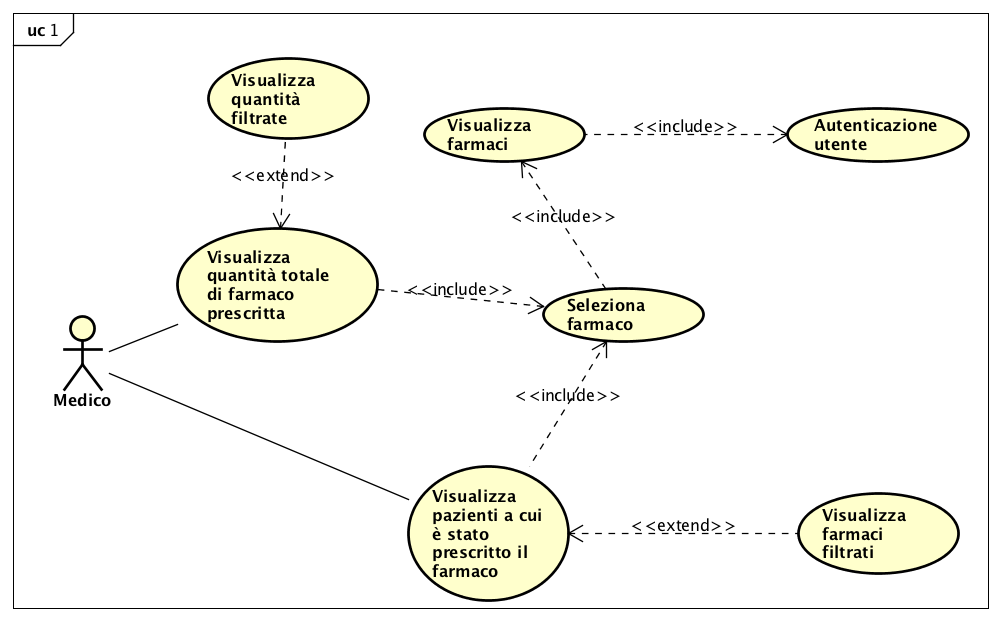 uc 1
Visualizza
quantità
filtrate
Visualizza
farmaci
<<include>>
Autenticazione
utente
<<extend>>
<<include>>
Visualizza
quantità totale
di farmaco
prescritta
<<include>>
Seleziona
farmaco
Medico
<<include>>
Visualizza
pazienti a cui
è stato
prescritto il
farmaco
<<extend>>
Visualizza
farmaci
filtrati